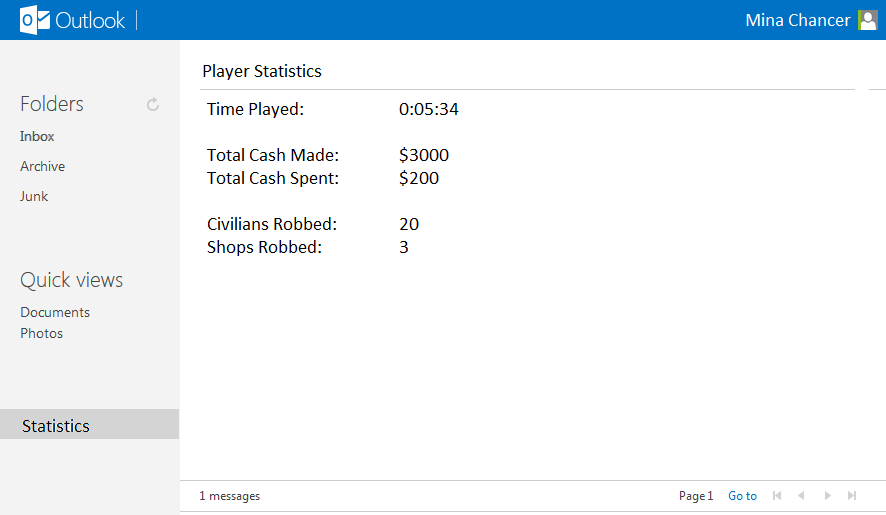 Outlook
Mina Chancer
Folders
Inbox
Archive
Junk
Quick views
Documents
Photos
Statistics
Player Statistics
Time Played: 0:05:34
Total Cash Made: $3000
Total Cash Spent: $200
Civilians Robbed: 20
Shops Robbed: 3
1 messages
Page 1 Go to